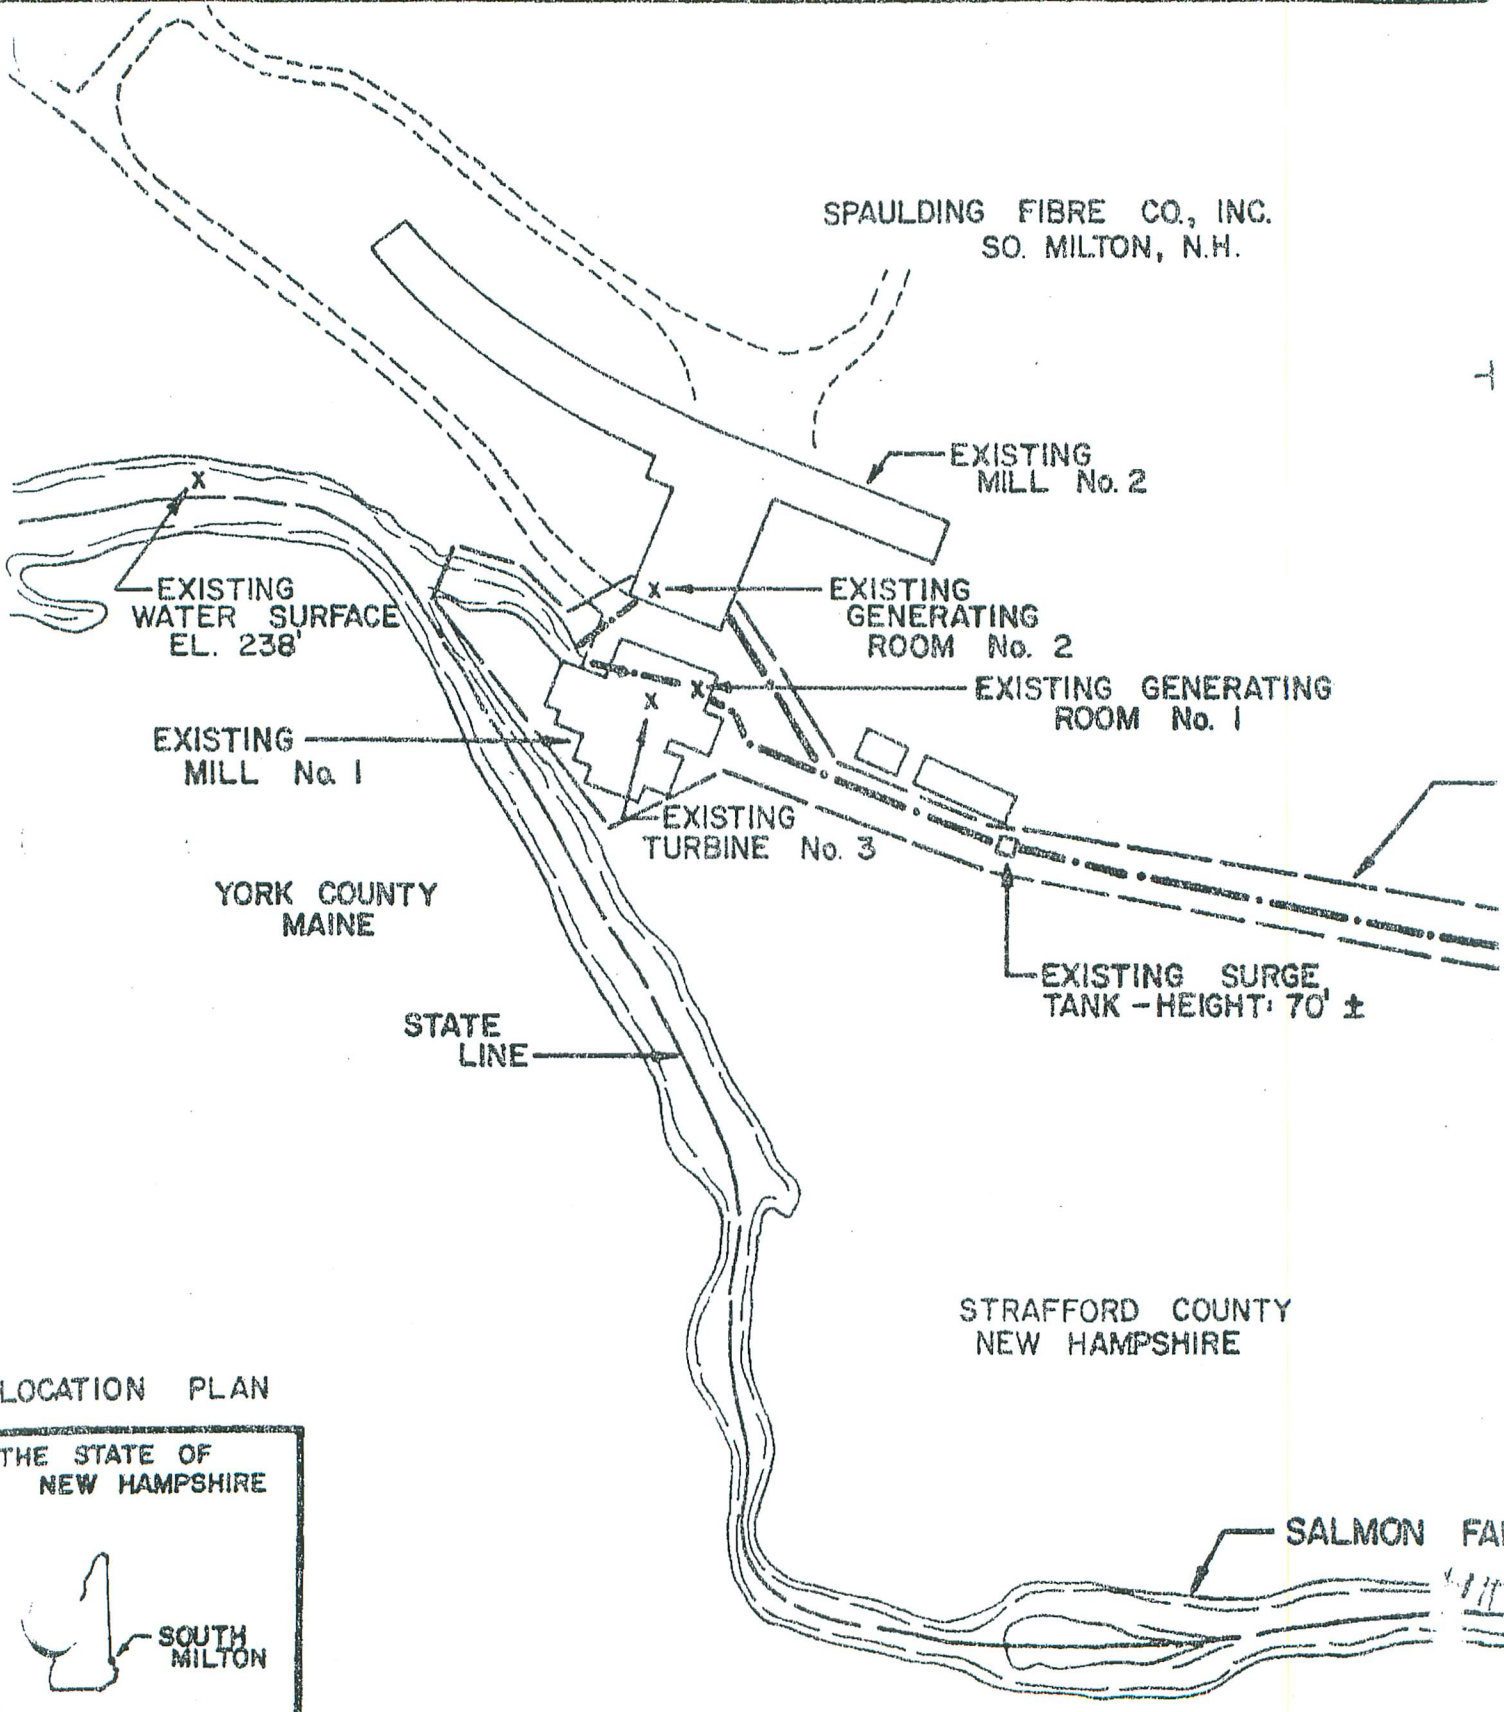 SPAULDING FIBRE CO., INC.
SO. MILTON, N.H.
EXISTING
MILL No. 2
X
EXISTING
WATER SURFACE
EL. 238'
X
EXISTING
GENERATING
ROOM No. 2
X
X
EXISTING GENERATING
ROOM No. 1
EXISTING
MILL No. 1
EXISTING
TURBINE No. 3
YORK COUNTY
MAINE
EXISTING SURGE
TANK - HEIGHT: 70' ±
STATE
LINE
STRAFFORD COUNTY
NEW HAMPSHIRE
LOCATION PLAN
THE STATE OF
NEW HAMPSHIRE
SOUTH
MILTON
SALMON